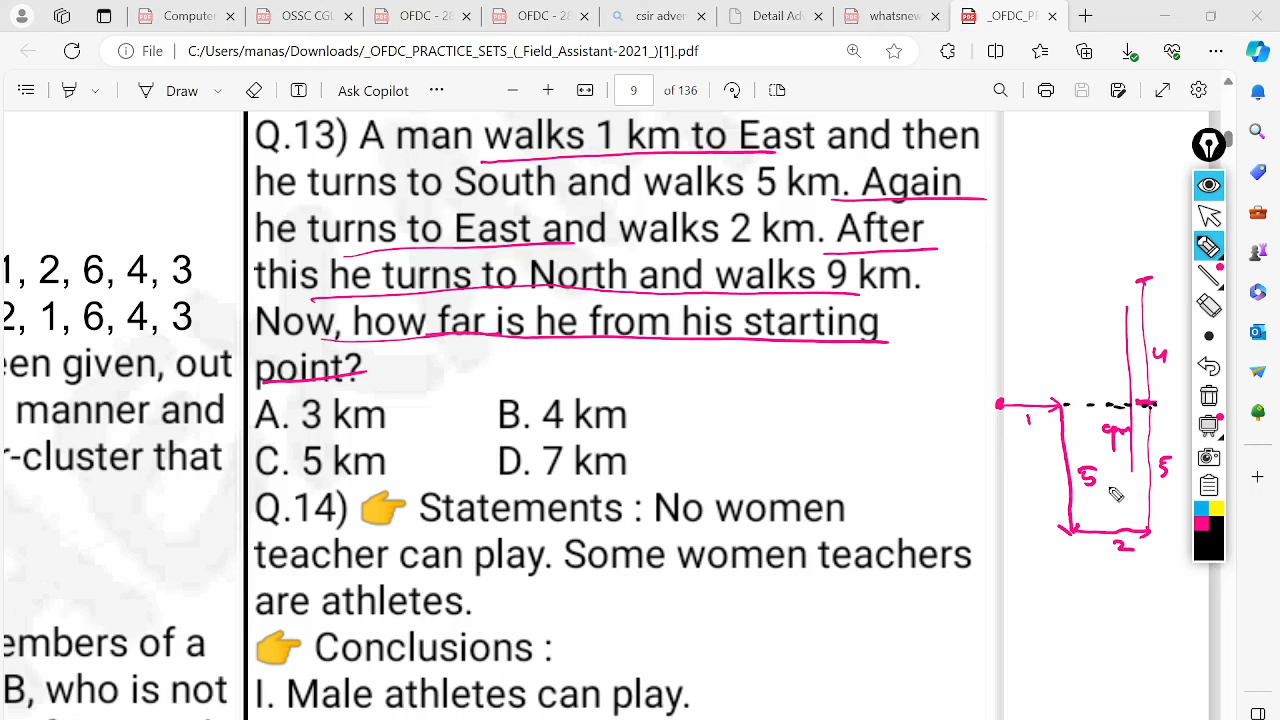 Computer
OSSC CGL
OFDC - 28
OFDC - 28
csir adver
Detail Adv
whatsnew
_OFDC_PR
File
C:/Users/manas/Downloads/_OFDC_PRACTICE_SETS_(_Field_Assistant-2021_)[1].pdf
Draw
Ask Copilot
9
of 136
1, 2, 6, 4, 3
2, 1, 6, 4, 3
een given, out
manner and
r-cluster that
embers of a
B, who is not
Q.13) A man walks 1 km to East and then
he turns to South and walks 5 km. Again
he turns to East and walks 2 km. After
this he turns to North and walks 9 km.
Now, how far is he from his starting
point?
A. 3 km
B. 4 km
C. 5 km
D. 7 km
Q.14) 👉 Statements : No women
teacher can play. Some women teachers
are athletes.
👉 Conclusions :
I. Male athletes can play.
4
1
5
5
2